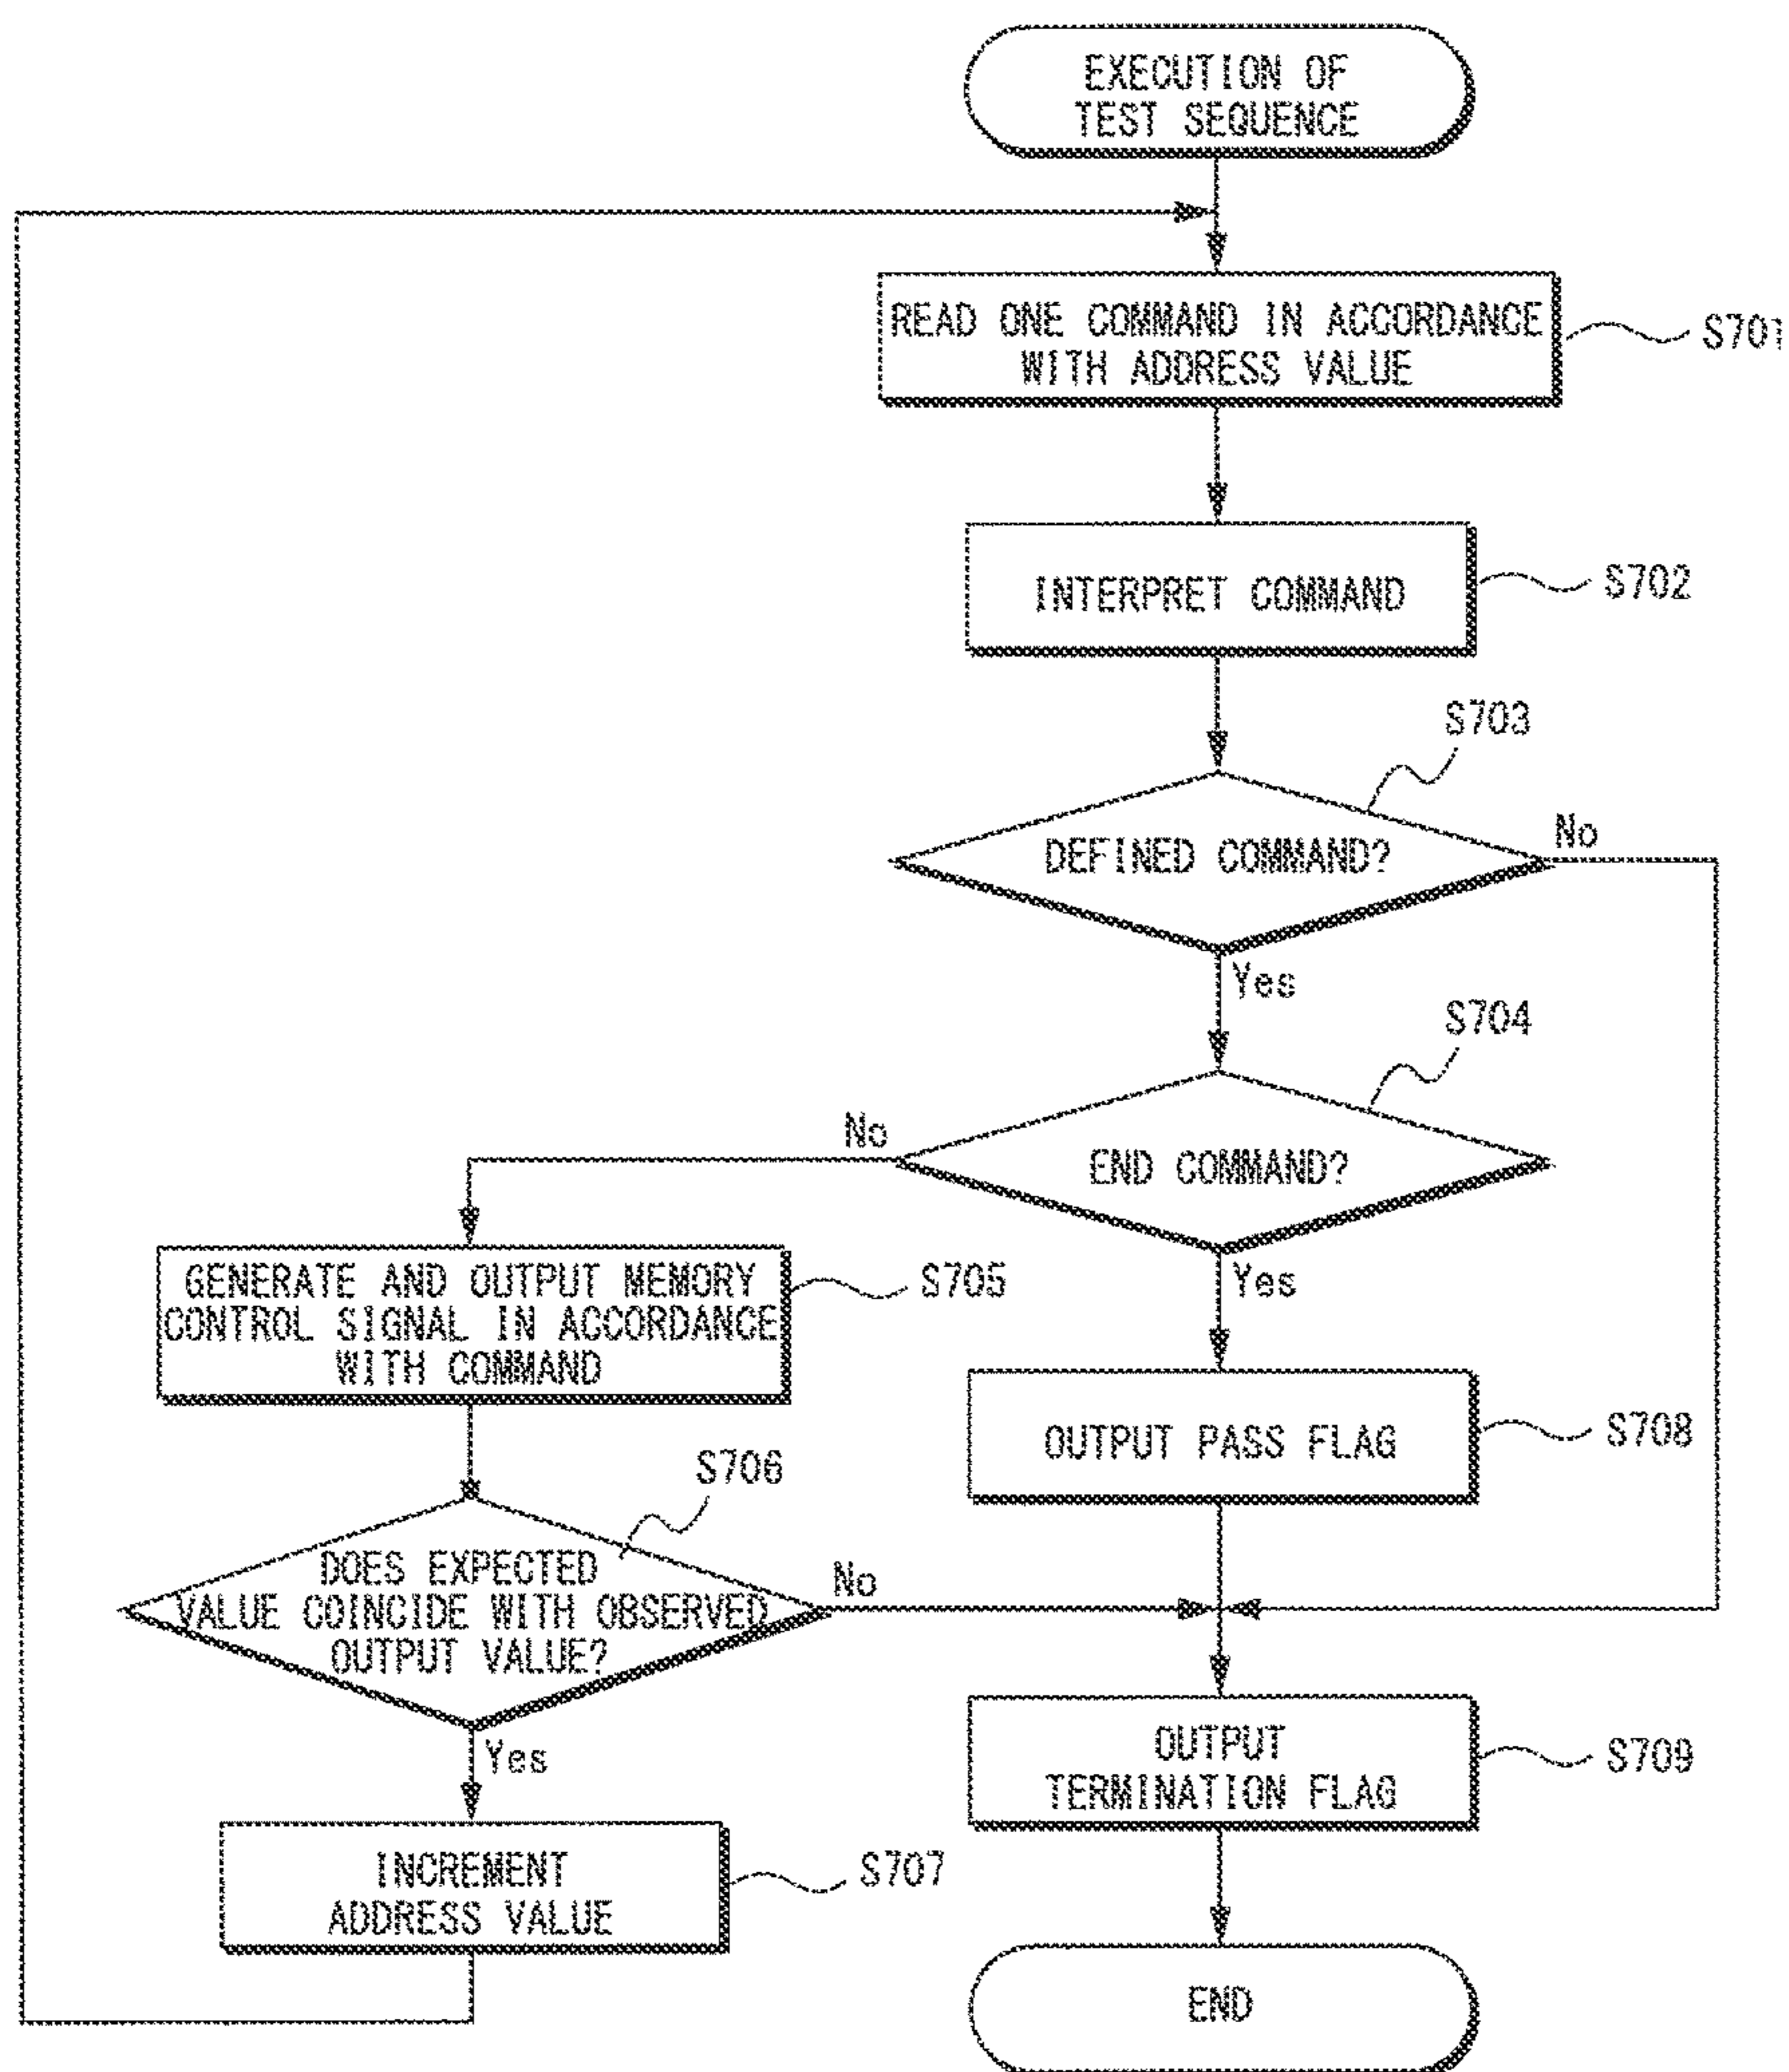 EXECUTION OF
TEST SEQUENCE
READ ONE COMMAND IN ACCORDANCE
WITH ADDRESS VALUE
S701
INTERPRET COMMAND
S702
S703
DEFINED COMMAND?
No
Yes
S704
No
END COMMAND?
Yes
GENERATE AND OUTPUT MEMORY
CONTROL SIGNAL IN ACCORDANCE
WITH COMMAND
S705
OUTPUT PASS FLAG
S708
S706
DOES EXPECTED
VALUE COINCIDE WITH OBSERVED
OUTPUT VALUE?
No
Yes
OUTPUT
TERMINATION FLAG
S709
INCREMENT
ADDRESS VALUE
S707
END